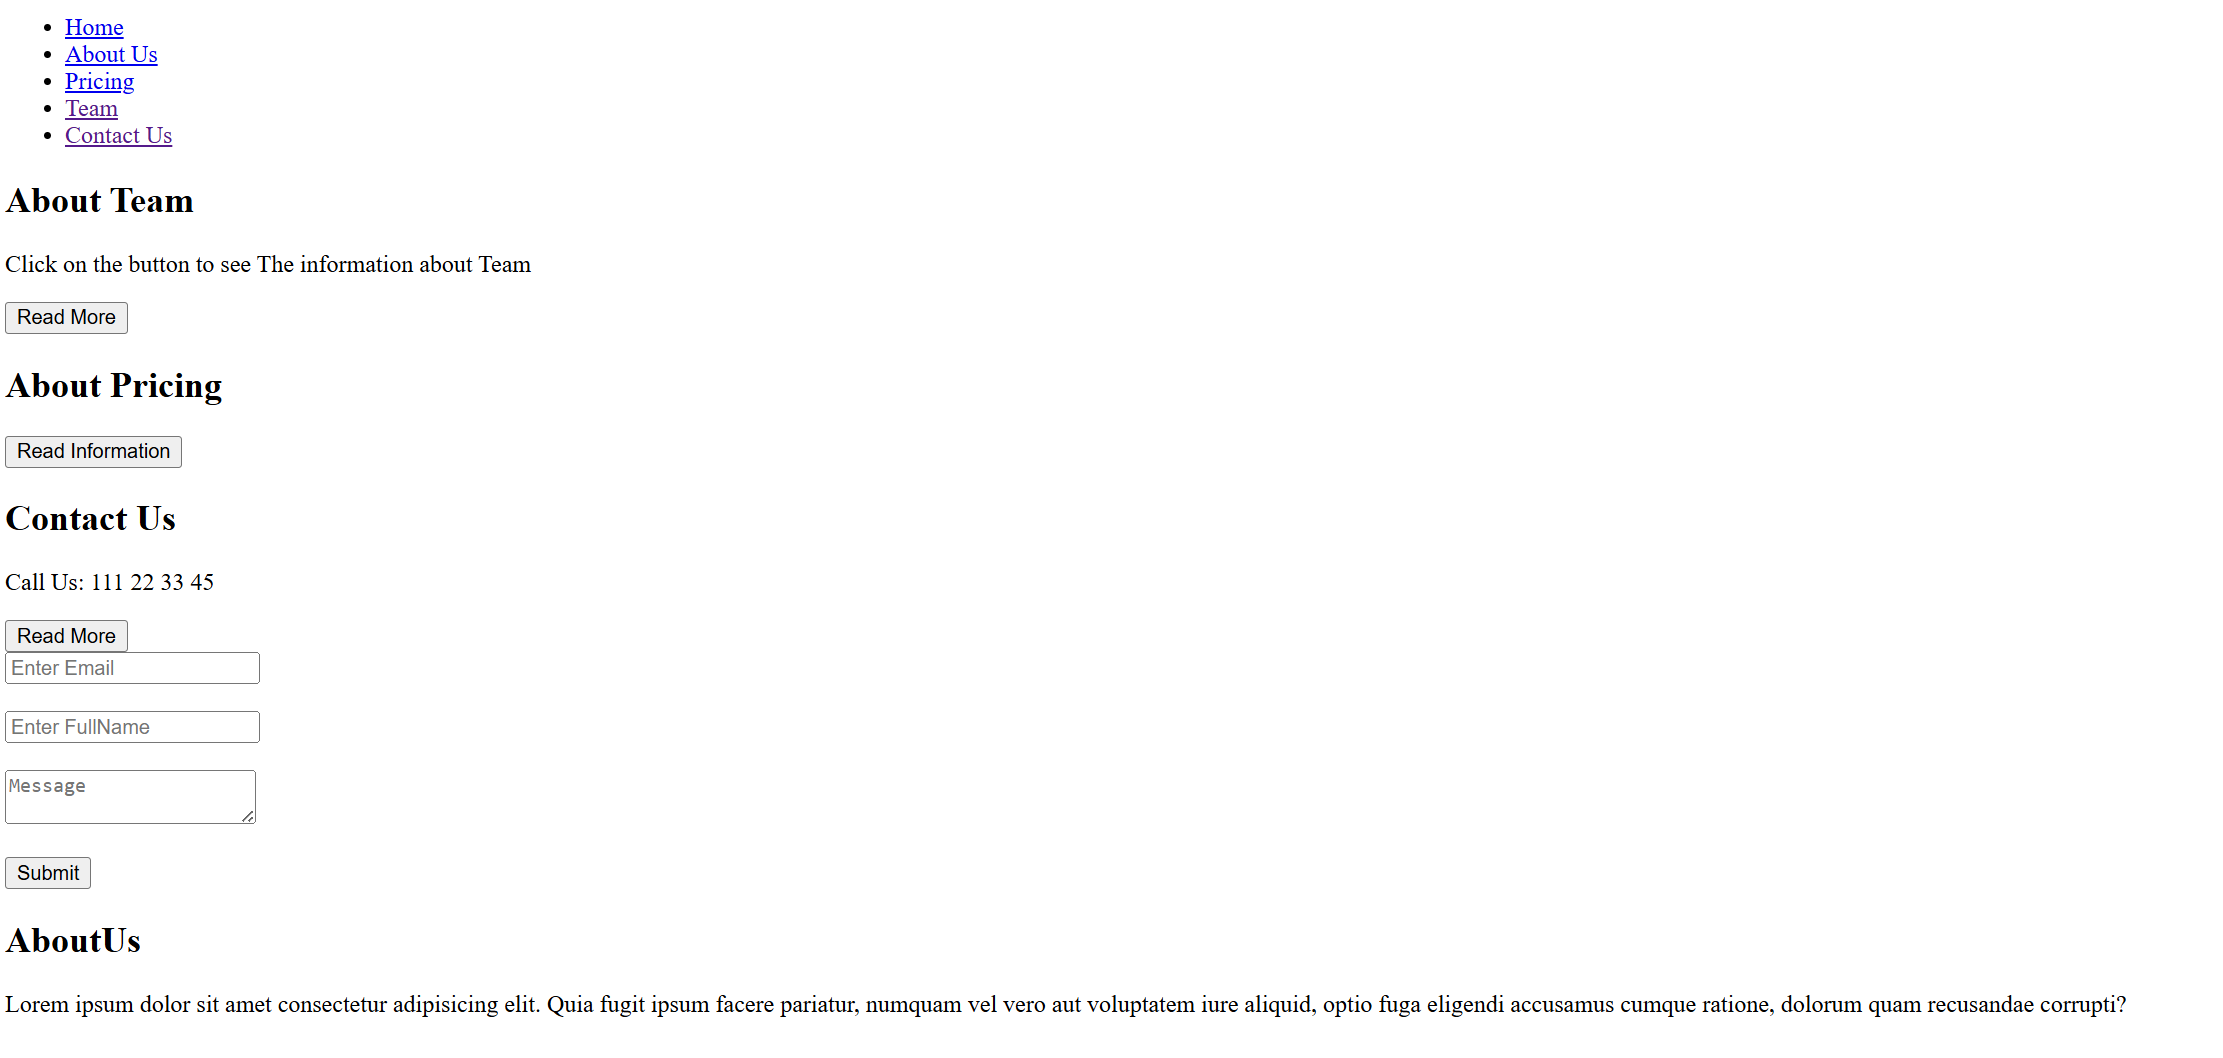 Home
About Us
Pricing
Team
Contact Us
About Team
Click on the button to see The information about Team
Read More
About Pricing
Read Information
Contact Us
Call Us: 111 22 33 45
Read More
Enter Email
Enter FullName
Message
Submit
AboutUs
Lorem ipsum dolor sit amet consectetur adipisicing elit. Quia fugit ipsum facere pariatur, numquam vel vero aut voluptatem iure aliquid, optio fuga eligendi accusamus cumque ratione, dolorum quam recusandae corrupti?